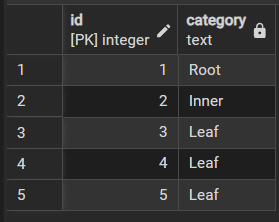 id category
[PK] integer text
1 1 Root
2 2 Inner
3 3 Leaf
4 4 Leaf
5 5 Leaf